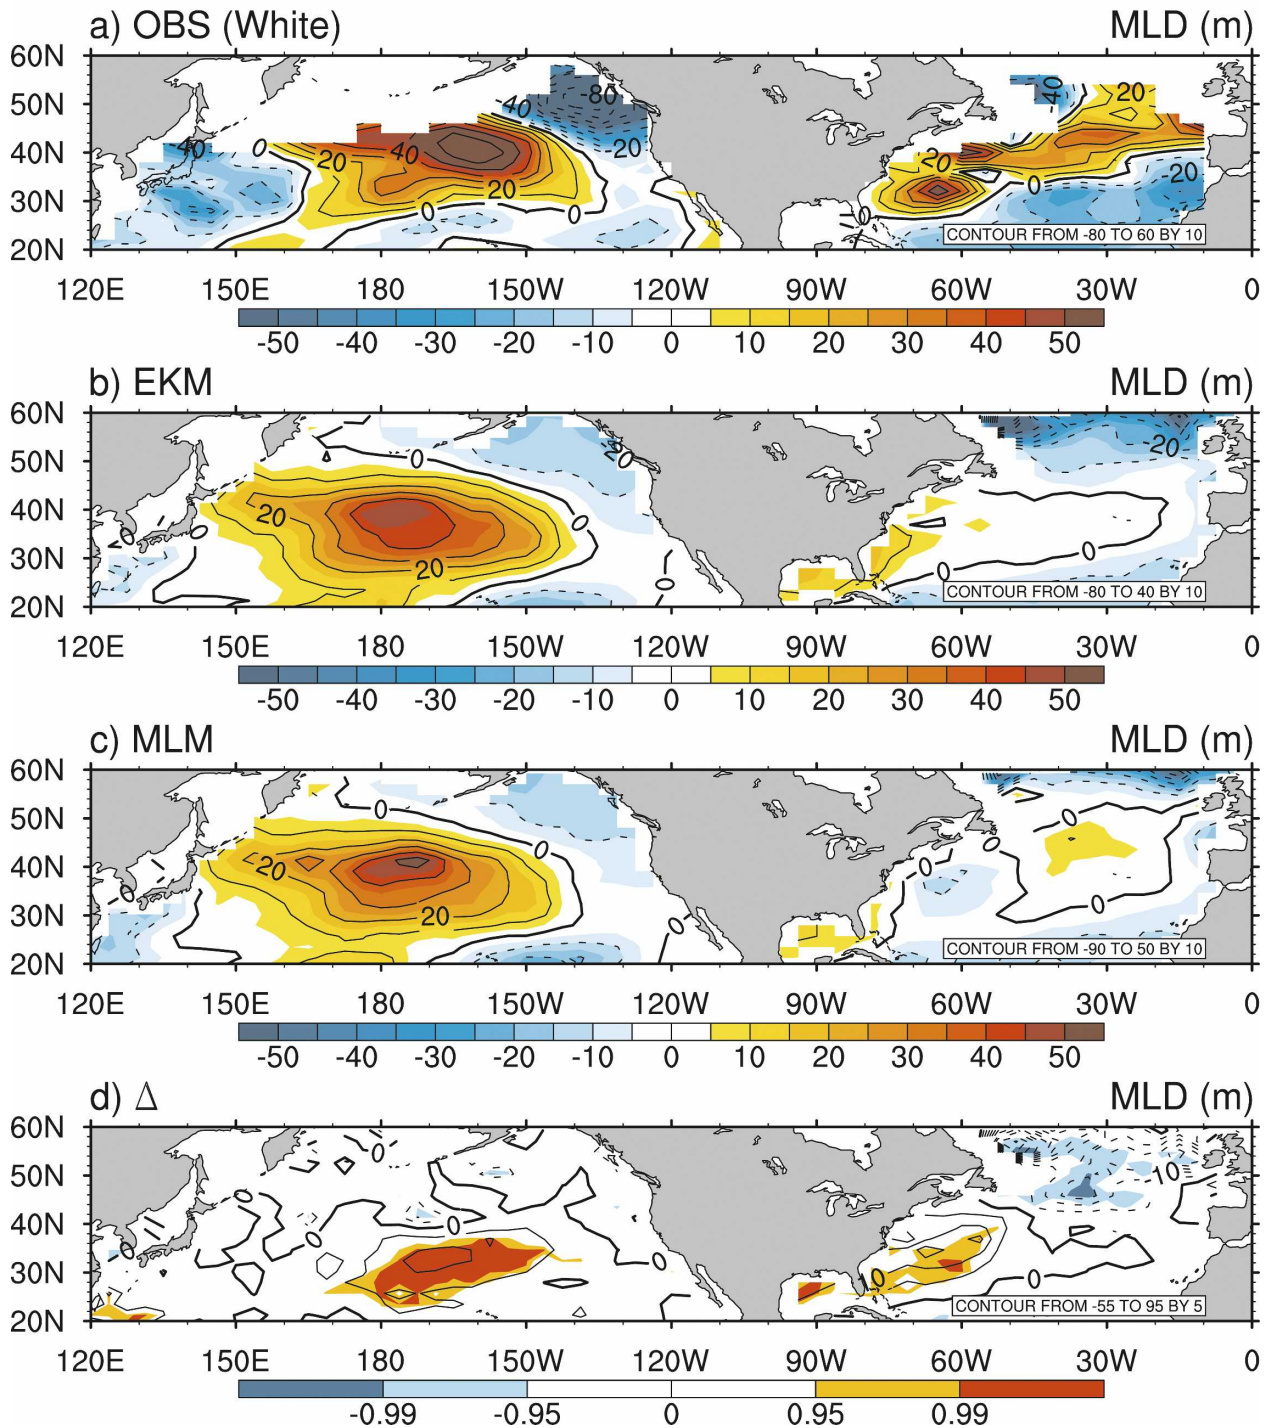 a) OBS (White) MLD (m)
60N
50N
40N
30N
20N
-40 -80 -40 20
-40 0 20 40 20 20 20
0 0 0 0 -20
CONTOUR FROM -80 TO 60 BY 10
120E 150E 180 150W 120W 90W 60W 30W 0
-50 -40 -30 -20 -10 0 10 20 30 40 50
b) EKM MLD (m)
60N
50N
40N
30N
20N
0 -20 0 -20
20 0
0 0 20 0 0 0
CONTOUR FROM -80 TO 40 BY 10
120E 150E 180 150W 120W 90W 60W 30W 0
-50 -40 -30 -20 -10 0 10 20 30 40 50
c) MLM MLD (m)
60N
50N
40N
30N
20N
0
20 0 0 0
0 20 0 0
CONTOUR FROM -90 TO 50 BY 10
120E 150E 180 150W 120W 90W 60W 30W 0
-50 -40 -30 -20 -10 0 10 20 30 40 50
d) Δ MLD (m)
60N
50N
40N
30N
20N
0 10
0 0
0 0 0 10 0
CONTOUR FROM -55 TO 95 BY 5
120E 150E 180 150W 120W 90W 60W 30W 0
-0.99 -0.95 0 0.95 0.99